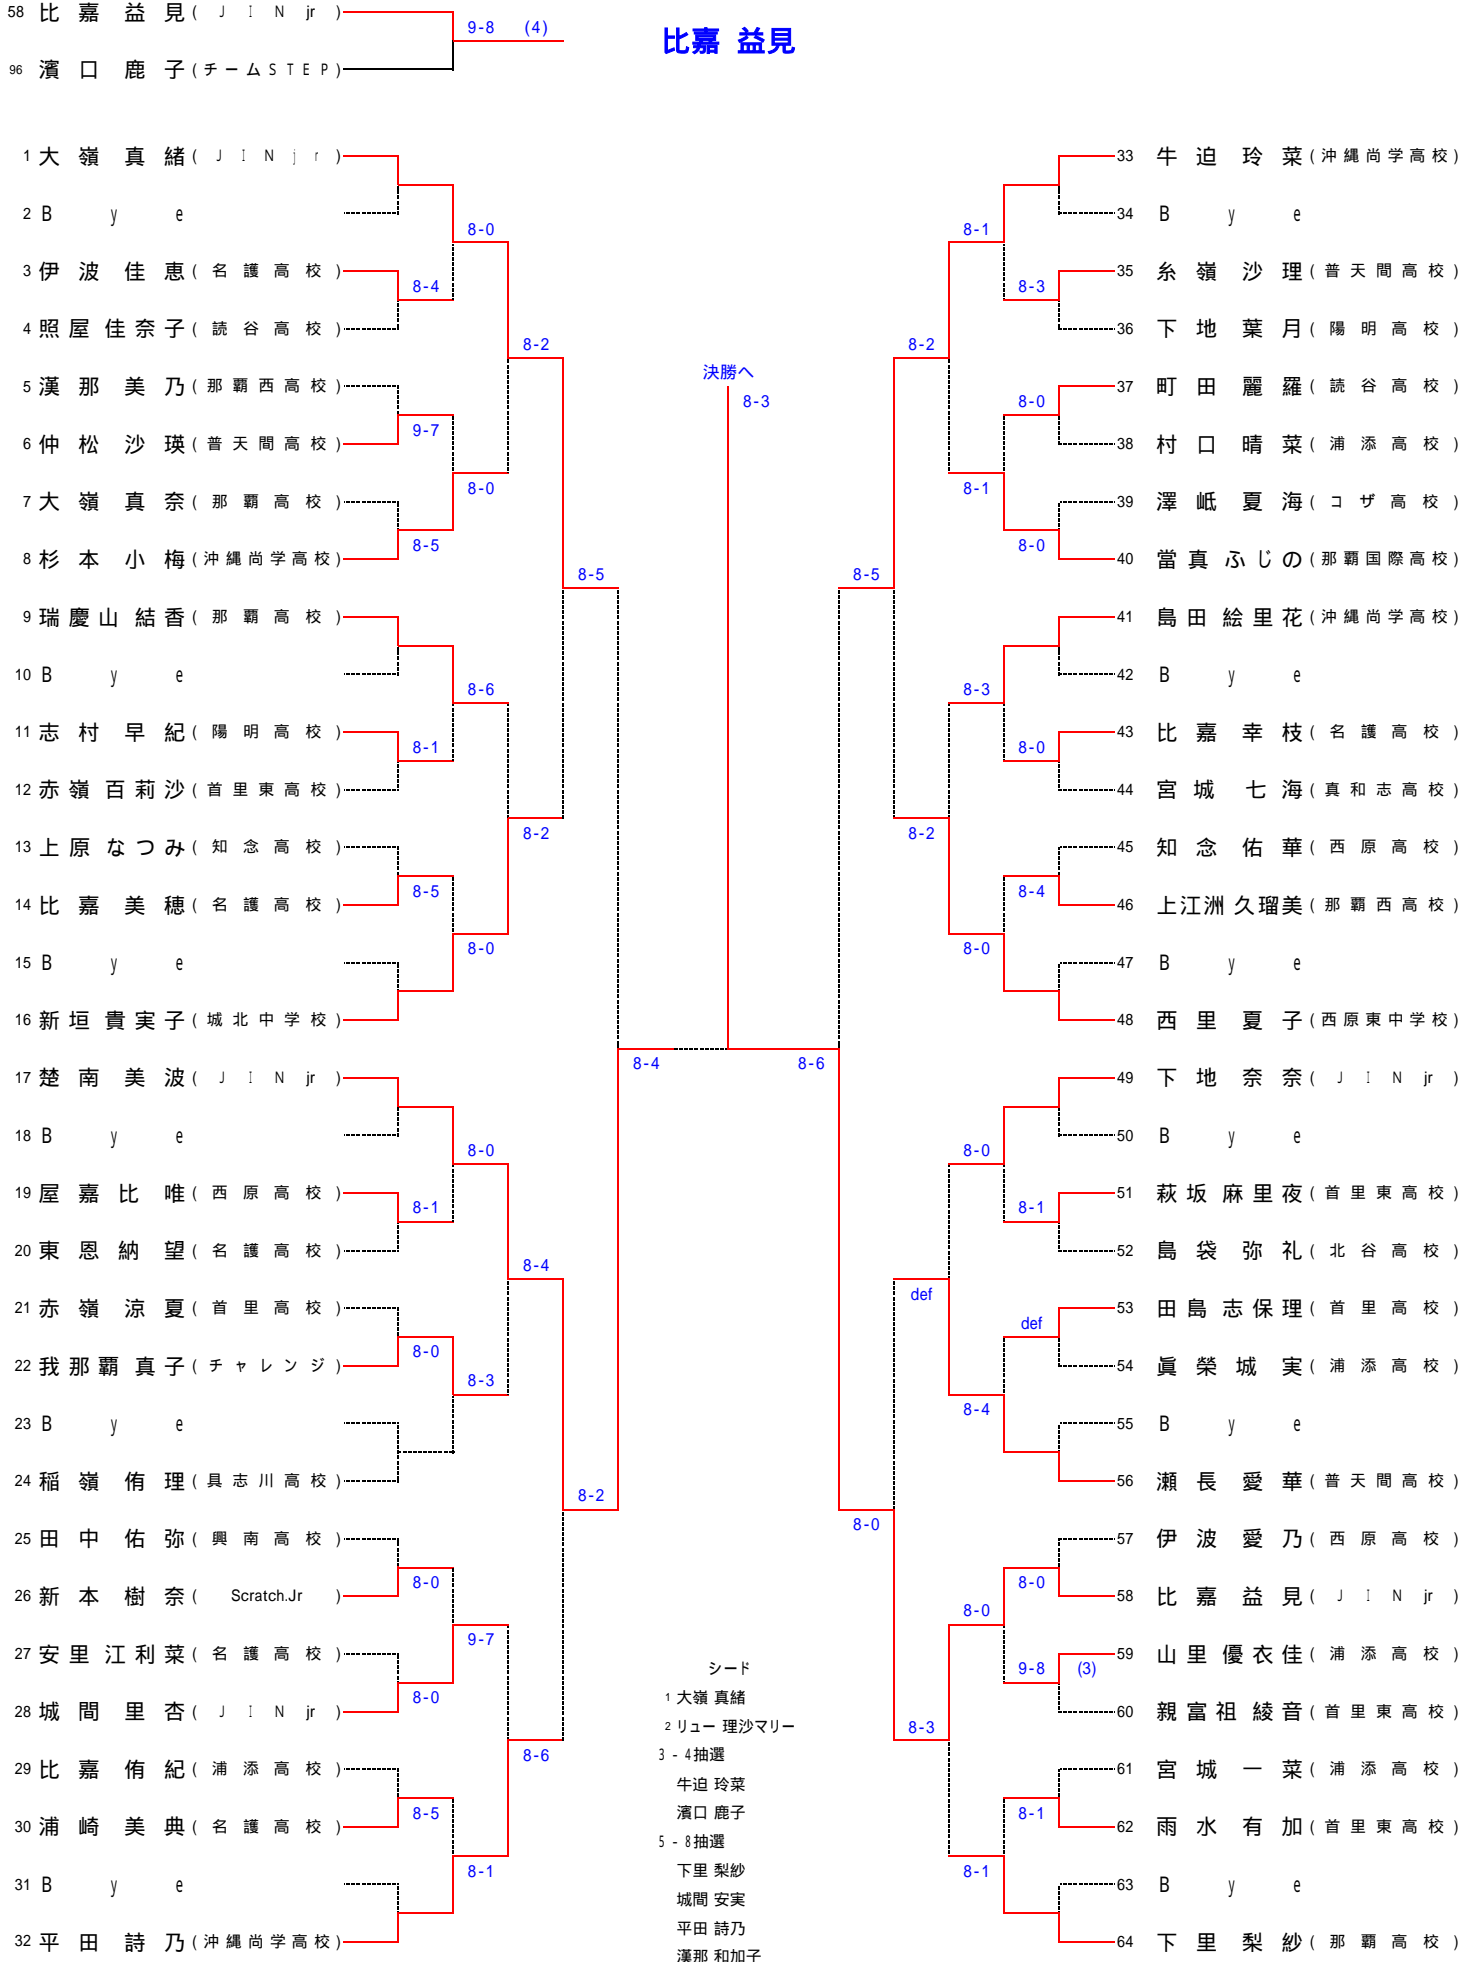 58 比嘉 益見 (JINjr) 9-8 (4)
比嘉 益見
96 濱口 鹿子 (チームSTEP)
1 大嶺 真緒 (JINjr)
2 Bye
8-0
3 伊波 佳恵 (名護高校)
8-4
4 照屋 佳奈子 (読谷高校)
8-2
5 漢那 美乃 (那覇西高校)
9-7
6 仲松 沙瑛 (普天間高校)
8-0
7 大嶺 真奈 (那覇高校)
8-5
8 杉本 小梅 (沖縄尚学高校)
8-5
9 瑞慶山 結香 (那覇高校)
10 Bye
8-6
11 志村 早紀 (陽明高校)
8-1
12 赤嶺 百莉沙 (首里東高校)
8-2
13 上原 なつみ (知念高校)
8-5
14 比嘉 美穂 (名護高校)
8-0
15 Bye
16 新垣 貴実子 (城北中学校)
8-4
17 楚南 美波 (JINjr)
18 Bye
8-0
19 屋嘉比 唯 (西原高校)
8-1
20 東恩納 望 (名護高校)
8-4
21 赤嶺 涼夏 (首里高校)
8-0
22 我那覇 真子 (チャレンジ)
8-3
23 Bye
24 稲嶺 侑理 (具志川高校)
8-2
25 田中 佑弥 (興南高校)
8-0
26 新本 樹奈 (Scratch.Jr)
9-7
27 安里 江利菜 (名護高校)
8-0
28 城間 里杏 (JINjr)
8-6
29 比嘉 侑紀 (浦添高校)
8-5
30 浦崎 美典 (名護高校)
8-1
31 Bye
32 平田 詩乃 (沖縄尚学高校)
決勝へ
8-3
33 牛迫 玲菜 (沖縄尚学高校)
34 Bye
8-1
35 糸嶺 沙理 (普天間高校)
8-3
36 下地 葉月 (陽明高校)
8-2
37 町田 麗羅 (読谷高校)
8-0
38 村口 晴菜 (浦添高校)
8-1
39 澤岻 夏海 (コザ高校)
8-0
40 當真 ふじの (那覇国際高校)
8-5
41 島田 絵里花 (沖縄尚学高校)
42 Bye
8-3
43 比嘉 幸枝 (名護高校)
8-0
44 宮城 七海 (真和志高校)
8-2
45 知念 佑華 (西原高校)
8-4
46 上江洲 久瑠美 (那覇西高校)
8-0
47 Bye
48 西里 夏子 (西原東中学校)
8-6
49 下地 奈奈 (JINjr)
50 Bye
8-0
51 萩坂 麻里夜 (首里東高校)
8-1
52 島袋 弥礼 (北谷高校)
def
53 田島 志保理 (首里高校)
def
54 眞榮城 実 (浦添高校)
8-4
55 Bye
56 瀬長 愛華 (普天間高校)
8-0
57 伊波 愛乃 (西原高校)
8-0
58 比嘉 益見 (JINjr)
8-0
59 山里 優衣佳 (浦添高校)
9-8 (3)
60 親富祖 綾音 (首里東高校)
8-3
61 宮城 一菜 (浦添高校)
8-1
62 雨水 有加 (首里東高校)
8-1
63 Bye
64 下里 梨紗 (那覇高校)
シード
1 大嶺 真緒
2 リュー 理沙マリー
3 - 4抽選
牛迫 玲菜
濱口 鹿子
5 - 8抽選
下里 梨紗
城間 安実
平田 詩乃
漢那 和加子